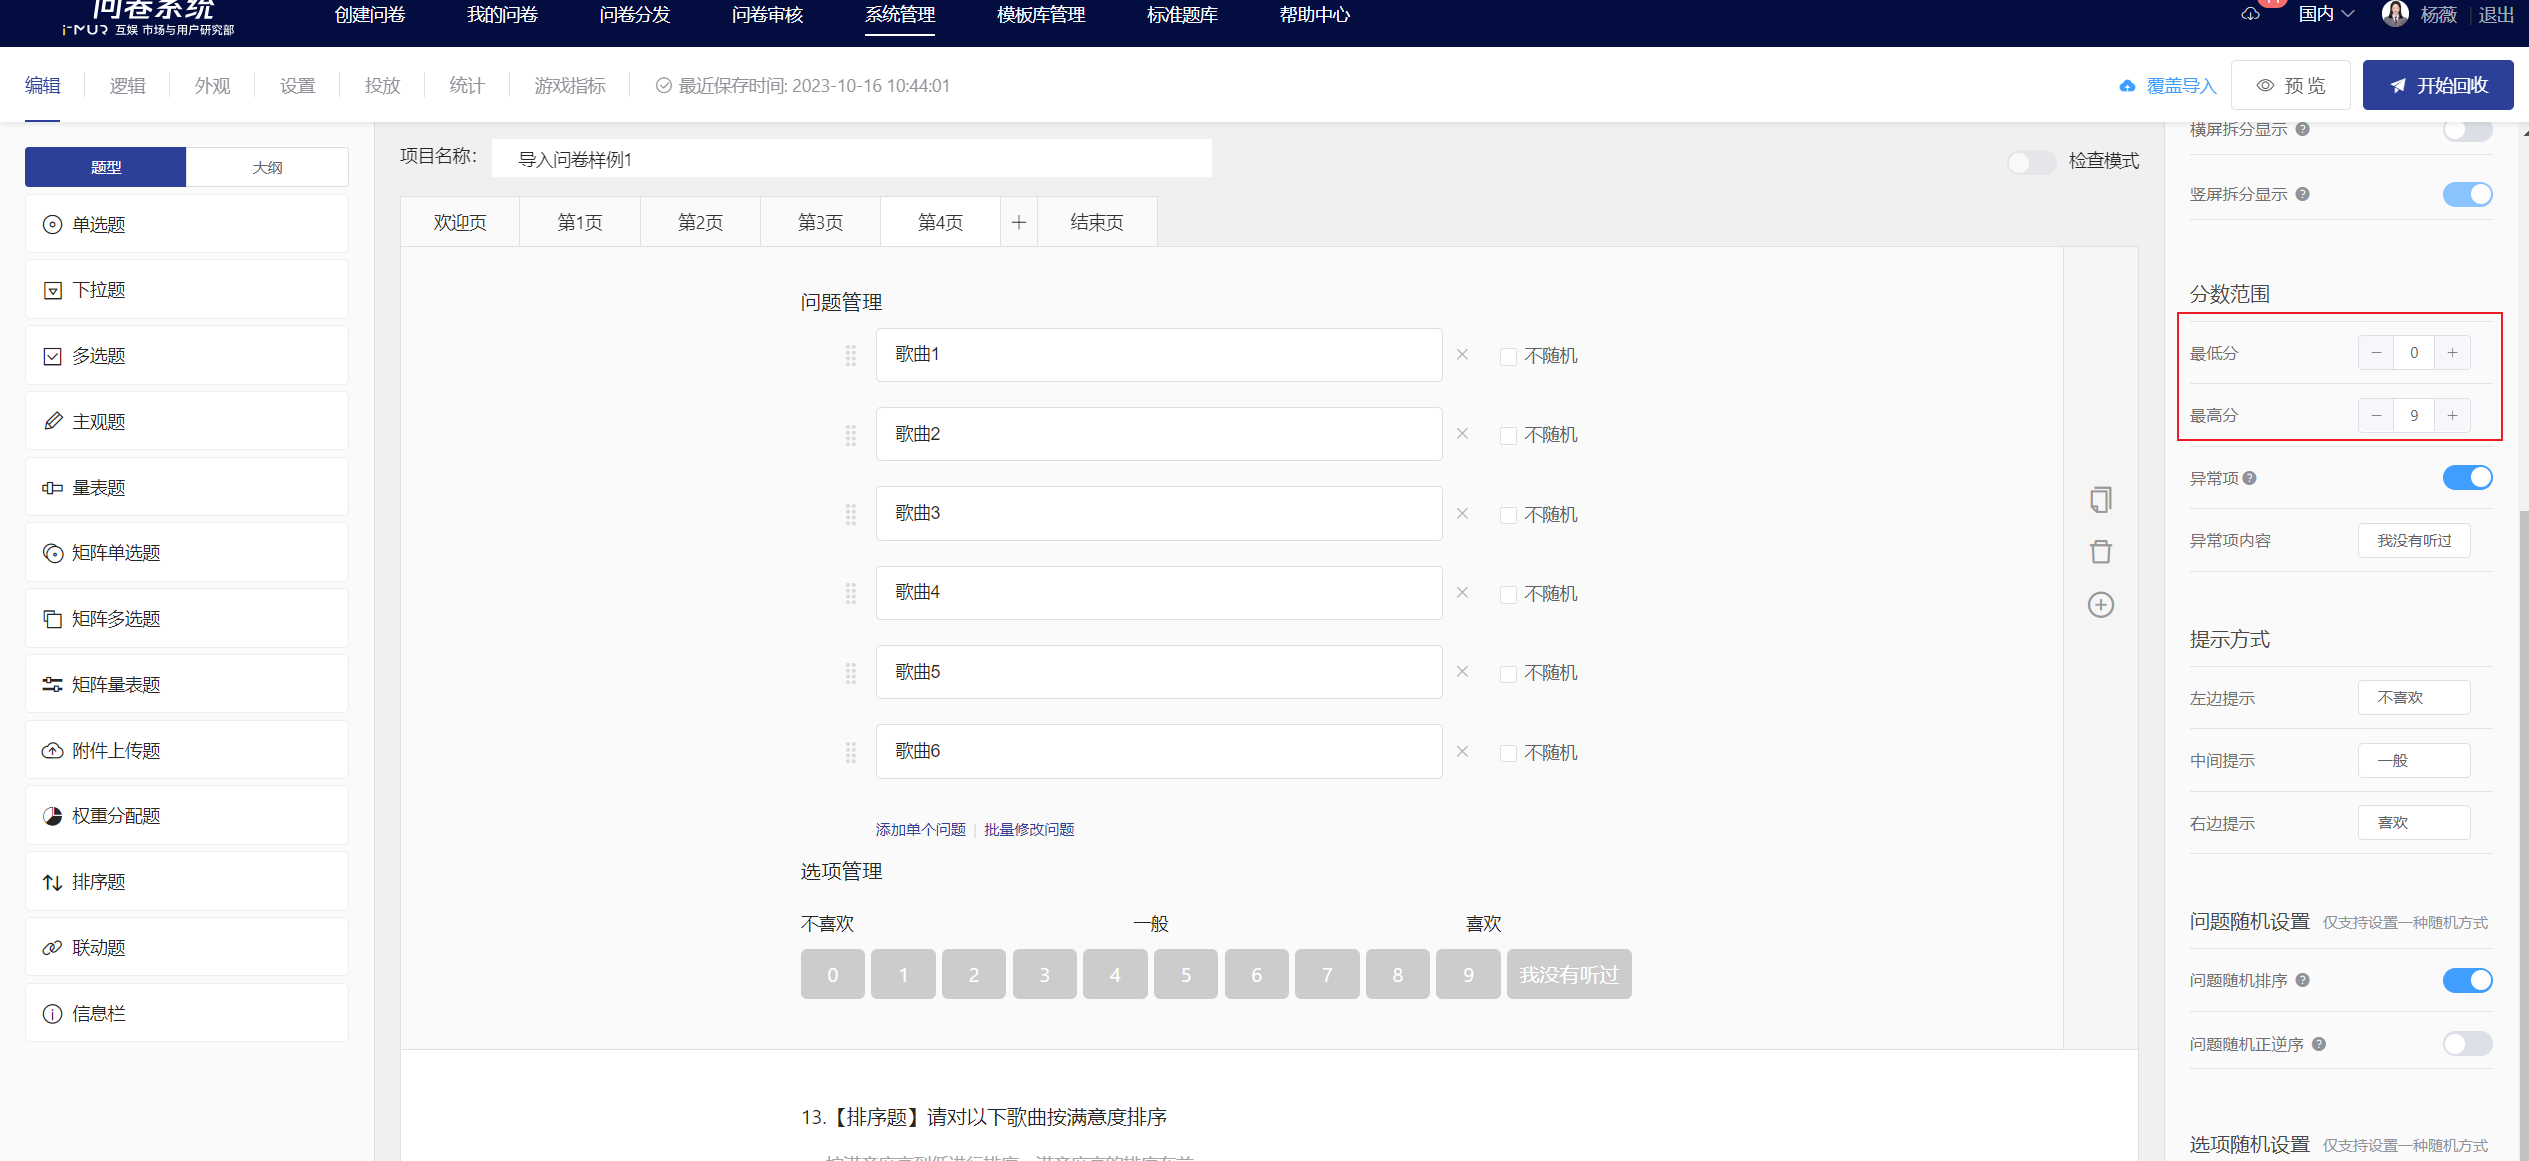 问卷系统
i-MUR 互娱 市场与用户研究部
创建问卷 我的问卷 问卷分发 问卷审核 系统管理 模板库管理 标准题库 帮助中心
国内 杨薇 退出
编辑 逻辑 外观 设置 投放 统计 游戏指标 最近保存时间: 2023-10-16 10:44:01
覆盖导入 预 览 开始回收
题型 大纲
单选题
下拉题
多选题
主观题
量表题
矩阵单选题
矩阵多选题
矩阵量表题
附件上传题
权重分配题
排序题
联动题
信息栏
项目名称: 导入问卷样例1
检查模式
欢迎页 第1页 第2页 第3页 第4页 + 结束页
问题管理
歌曲1 × 不随机
歌曲2 × 不随机
歌曲3 × 不随机
歌曲4 × 不随机
歌曲5 × 不随机
歌曲6 × 不随机
添加单个问题 | 批量修改问题
选项管理
不喜欢 一般 喜欢
0 1 2 3 4 5 6 7 8 9 我没有听过
13.【排序题】请对以下歌曲按满意度排序
横屏拆分显示 ?
竖屏拆分显示 ?
分数范围
最低分 − 0 +
最高分 − 9 +
异常项 ?
异常项内容 我没有听过
提示方式
左边提示 不喜欢
中间提示 一般
右边提示 喜欢
问题随机设置 仅支持设置一种随机方式
问题随机排序 ?
问题随机正逆序 ?
选项随机设置 仅支持设置一种随机方式